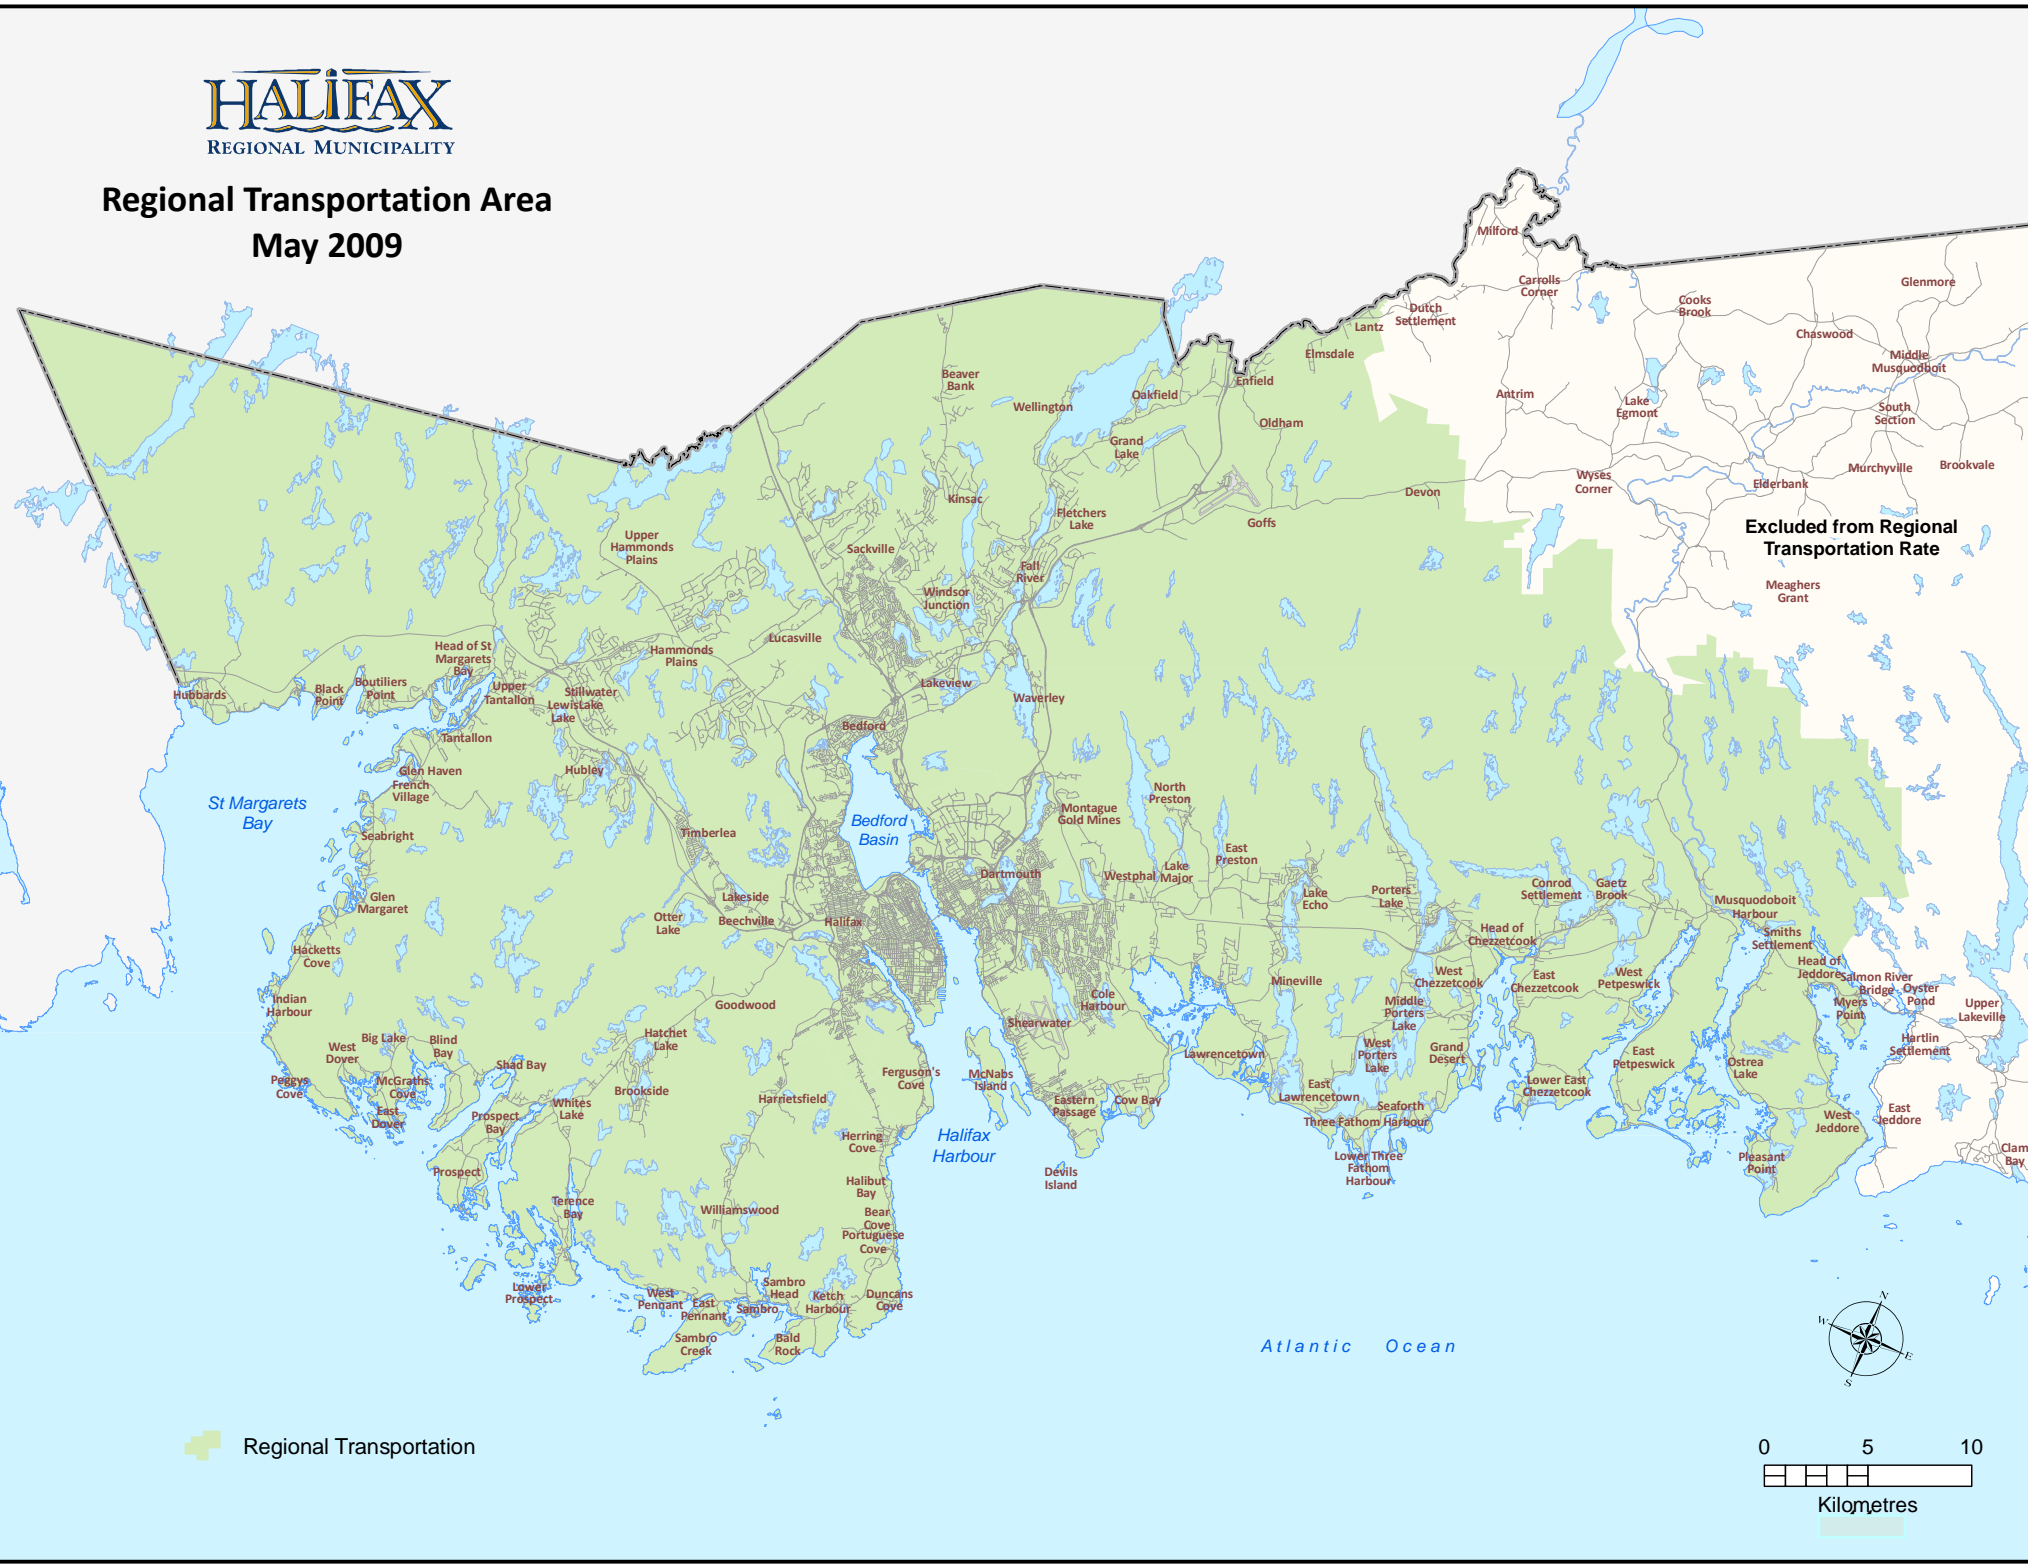 HALIFAX
REGIONAL MUNICIPALITY
Regional Transportation Area
May 2009
Milford
Carrolls
Corner
Glenmore
Cooks
Brook
Dutch
Settlement
Lantz
Chaswood
Elmsdale
Middle
Musquodboit
Beaver
Bank
Enfield
Oakfield
Wellington
Antrim
Lake
Egmont
South
Section
Oldham
Grand
Lake
Murchyville
Brookvale
Wyses
Corner
Elderbank
Devon
Kinsac
Fletchers
Lake
Goffs
Excluded from Regional
Transportation Rate
Upper
Hammonds
Plains
Sackville
Fall
River
Meaghers
Grant
Windsor
Junction
Lucasville
Head of St
Margarets
Bay
Hammonds
Plains
Hubbards
Black
Point
Boutiliers
Point
Upper
Tantallon
Stillwater
Lake
Lewis
Lake
Lakeview
Waverley
Bedford
Tantallon
Glen Haven
French
Village
Hubley
St Margarets
Bay
Bedford
Basin
North
Preston
Montague
Gold Mines
Seabright
Timberlea
East
Preston
Dartmouth
Westphal
Lake
Major
Glen
Margaret
Lakeside
Beechville
Otter
Lake
Halifax
Lake
Echo
Porters
Lake
Conrod
Settlement
Gaetz
Brook
Musquodoboit
Harbour
Head of
Chezzetcook
Smiths
Settlement
Hacketts
Cove
Head of
Jeddore
Salmon River
Bridge
West
Chezzetcook
East
Chezzetcook
West
Petpeswick
Mineville
Oyster
Pond
Myers
Point
Upper
Lakeville
Indian
Harbour
Goodwood
Cole
Harbour
Middle
Porters
Lake
Shearwater
Big Lake
Blind
Bay
West
Dover
Hatchet
Lake
Hartlin
Settlement
Lawrencetown
West
Porters
Lake
Grand
Desert
East
Petpeswick
Ostrea
Lake
Shad Bay
Peggys
Cove
McGraths
Cove
Ferguson's
Cove
McNabs
Island
East
Lawrencetown
Lower East
Chezzetcook
Brookside
Harrietsfield
Whites
Lake
Eastern
Passage
Cow Bay
Seaforth
East
Dover
Prospect
Bay
Three Fathom Harbour
West
Jeddore
East
Jeddore
Herring
Cove
Halifax
Harbour
Lower Three
Fathom
Harbour
Pleasant
Point
Clam
Bay
Prospect
Devils
Island
Halibut
Bay
Terence
Bay
Williamswood
Bear
Cove
Portuguese
Cove
Lower
Prospect
West
Pennant
East
Pennant
Sambro
Sambro
Head
Ketch
Harbour
Duncans
Cove
Sambro
Creek
Bald
Rock
Atlantic Ocean
N
W
E
S
Regional Transportation
0 5 10
Kilometres